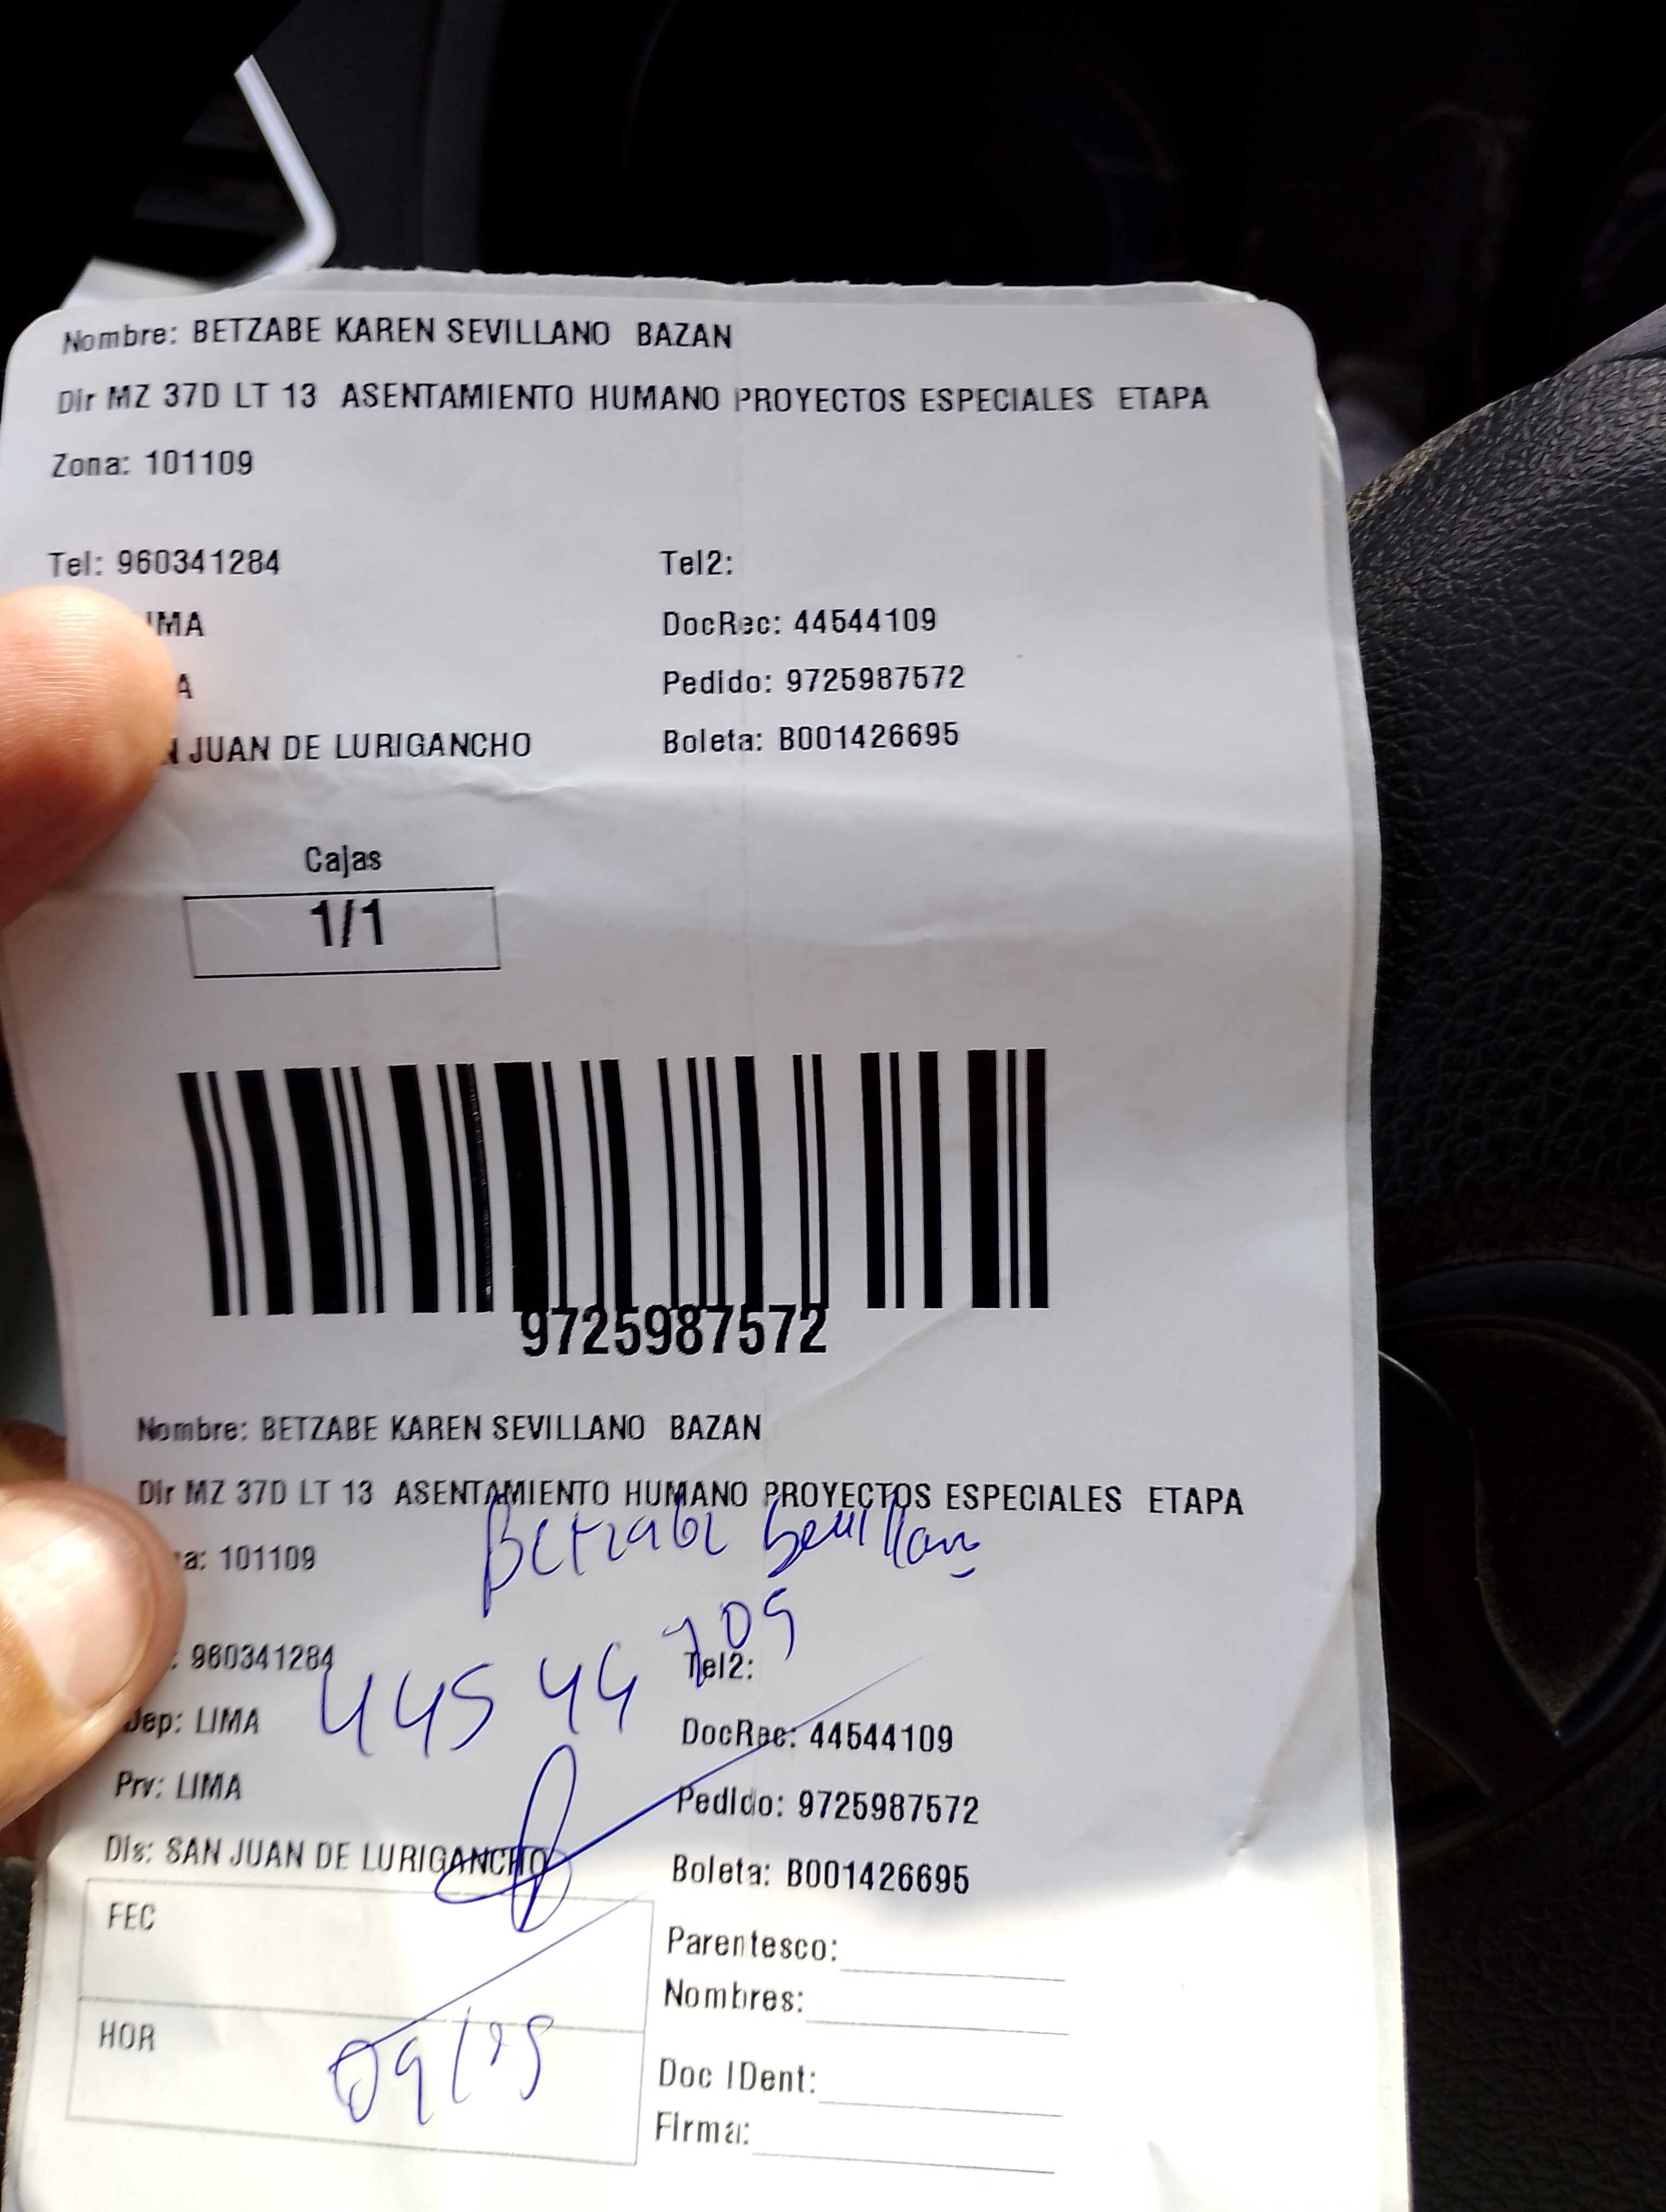 Nombre: BETZABE KAREN SEVILLANO BAZAN
Dir MZ 37D LT 13 ASENTAMIENTO HUMANO PROYECTOS ESPECIALES ETAPA
Zona: 101109
Tel: 960341284 Tel2:
IMA DocRec: 44544109
A Pedido: 9725987572
N JUAN DE LURIGANCHO Boleta: B001426695
Cajas
1/1
9725987572
Nombre: BETZABE KAREN SEVILLANO BAZAN
Dir MZ 37D LT 13 ASENTAMIENTO HUMANO PROYECTOS ESPECIALES ETAPA
Betzabe Sevillano
a: 101109
: 960341284 Tel2:
44544109
Dep: LIMA DocRec: 44544109
Prv: LIMA Pedido: 9725987572
Dis: SAN JUAN DE LURIGANCHO Boleta: B001426695
FEC Parentesco:
Nombres:
HOR
Doc IDent:
Firma: